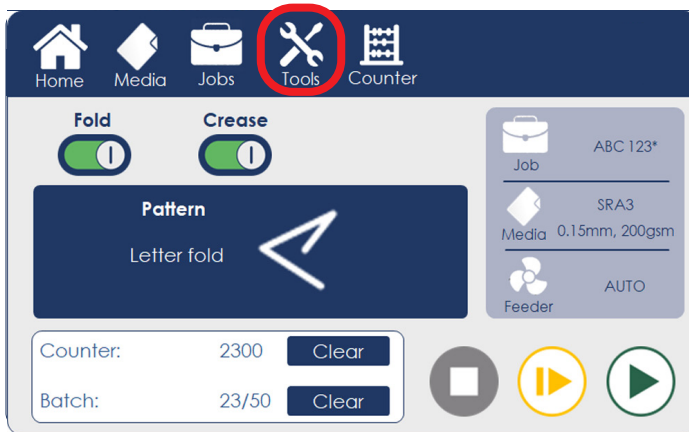 Home Media Jobs Tools Counter
Fold Crease
Pattern
Letter fold
Job ABC 123*
Media SRA3
0.15mm, 200gsm
Feeder AUTO
Counter: 2300 Clear
Batch: 23/50 Clear